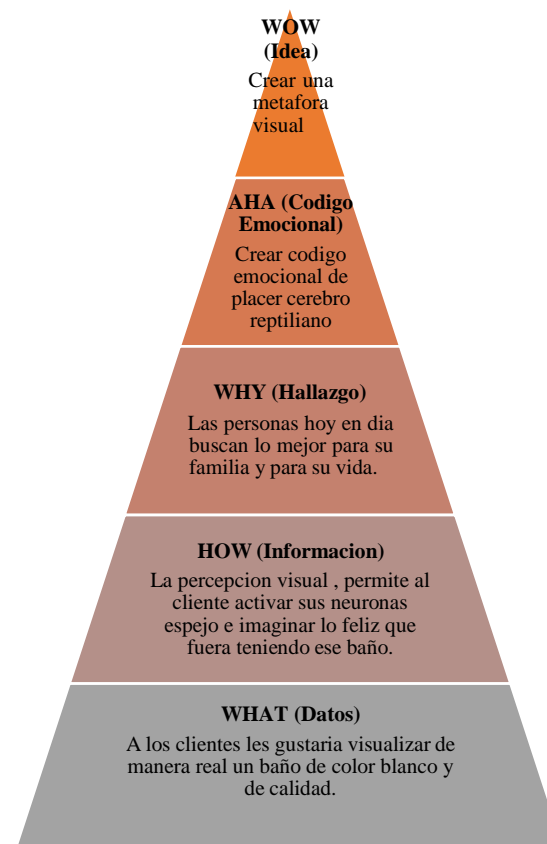 WOW
(Idea)
Crear una
metafora
visual
AHA (Codigo
Emocional)
Crear codigo
emocional de
placer cerebro
reptiliano
WHY (Hallazgo)
Las personas hoy en dia
buscan lo mejor para su
familia y para su vida.
HOW (Informacion)
La percepcion visual , permite al
cliente activar sus neuronas
espejo e imaginar lo feliz que
fuera teniendo ese baño.
WHAT (Datos)
A los clientes les gustaria visualizar de
manera real un baño de color blanco y
de calidad.